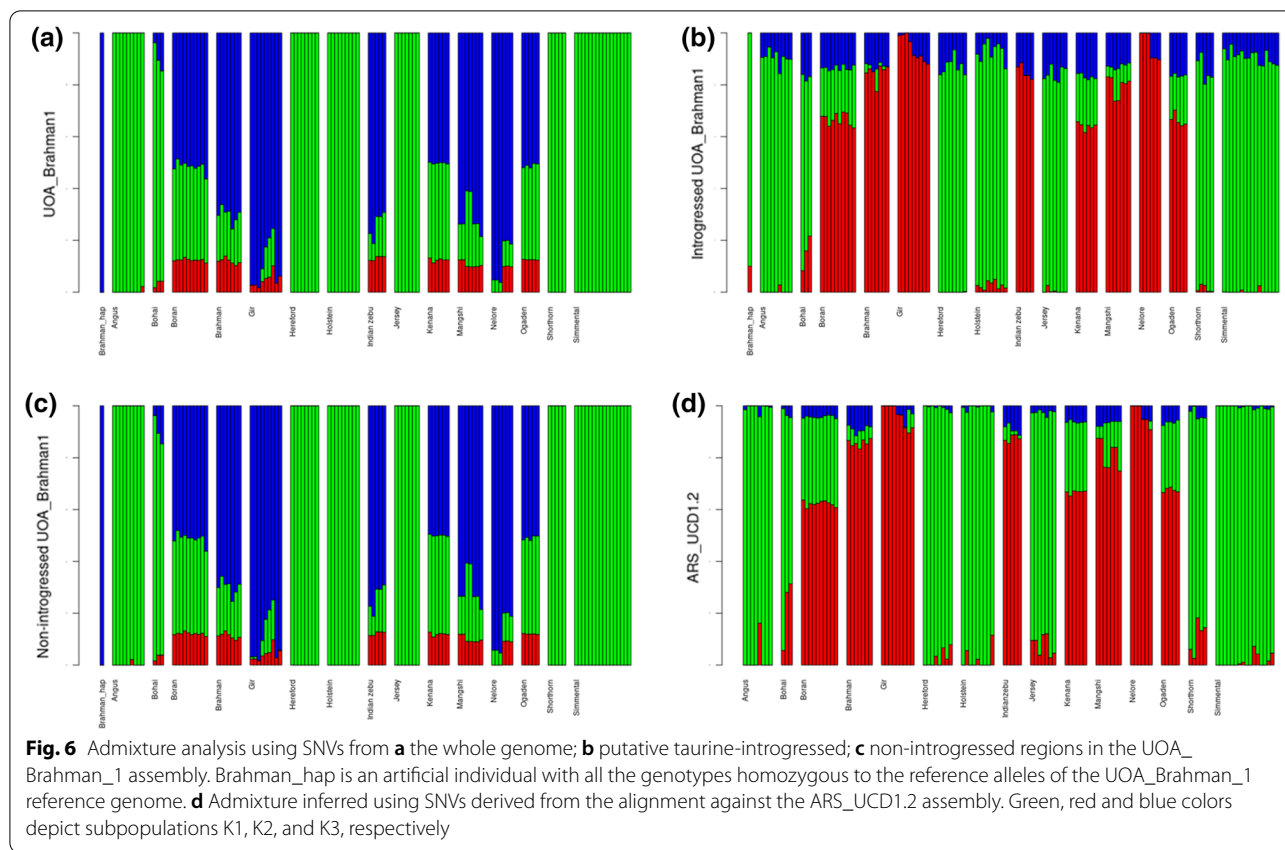 (a)
UOA_Brahman1
Brahman_hap
Angus
Bohai
Boran
Brahman
Gir
Hereford
Holstein
Indian zebu
Jersey
Kenana
Mangshi
Nelore
Ogaden
Shorthorn
Simmental
(b)
Introgressed UOA_Brahman1
Brahman_hap
Angus
Bohai
Boran
Brahman
Gir
Hereford
Holstein
Indian zebu
Jersey
Kenana
Mangshi
Nelore
Ogaden
Shorthorn
Simmental
(c)
Non-introgressed UOA_Brahman1
Brahman_hap
Angus
Bohai
Boran
Brahman
Gir
Hereford
Holstein
Indian zebu
Jersey
Kenana
Mangshi
Nelore
Ogaden
Shorthorn
Simmental
(d)
ARS_UCD1.2
Angus
Bohai
Boran
Brahman
Gir
Hereford
Holstein
Indianzebu
Jersey
Kenana
Mangshi
Nelore
Ogaden
Shorthorn
Simmental
Fig. 6 Admixture analysis using SNVs from a the whole genome; b putative taurine-introgressed; c non-introgressed regions in the UOA_
Brahman_1 assembly. Brahman_hap is an artificial individual with all the genotypes homozygous to the reference alleles of the UOA_Brahman_1
reference genome. d Admixture inferred using SNVs derived from the alignment against the ARS_UCD1.2 assembly. Green, red and blue colors
depict subpopulations K1, K2, and K3, respectively